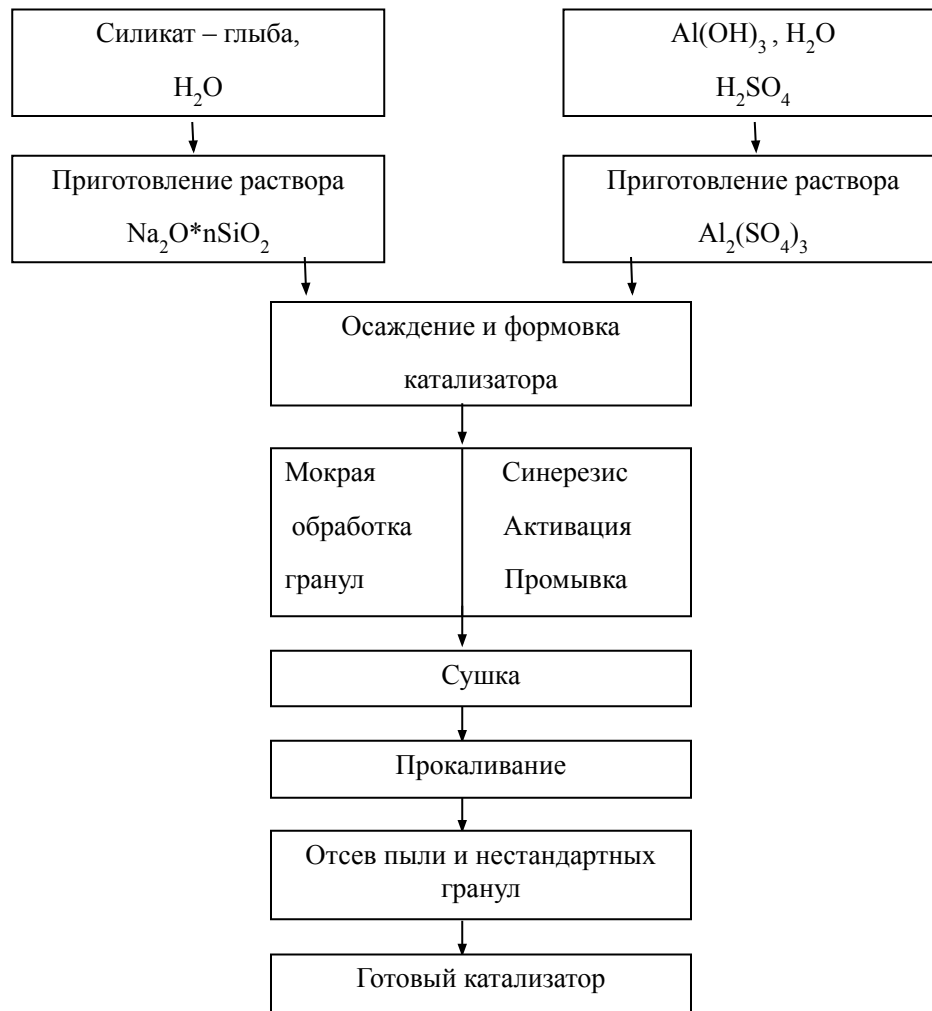 Силикат – глыба,
H₂O
Al(OH)₃ , H₂O
H₂SO₄
Приготовление раствора
Na₂O*nSiO₂
Приготовление раствора
Al₂(SO₄)₃
Осаждение и формовка
катализатора
Мокрая
обработка
гранул
Синерезис
Активация
Промывка
Сушка
Прокаливание
Отсев пыли и нестандартных
гранул
Готовый катализатор